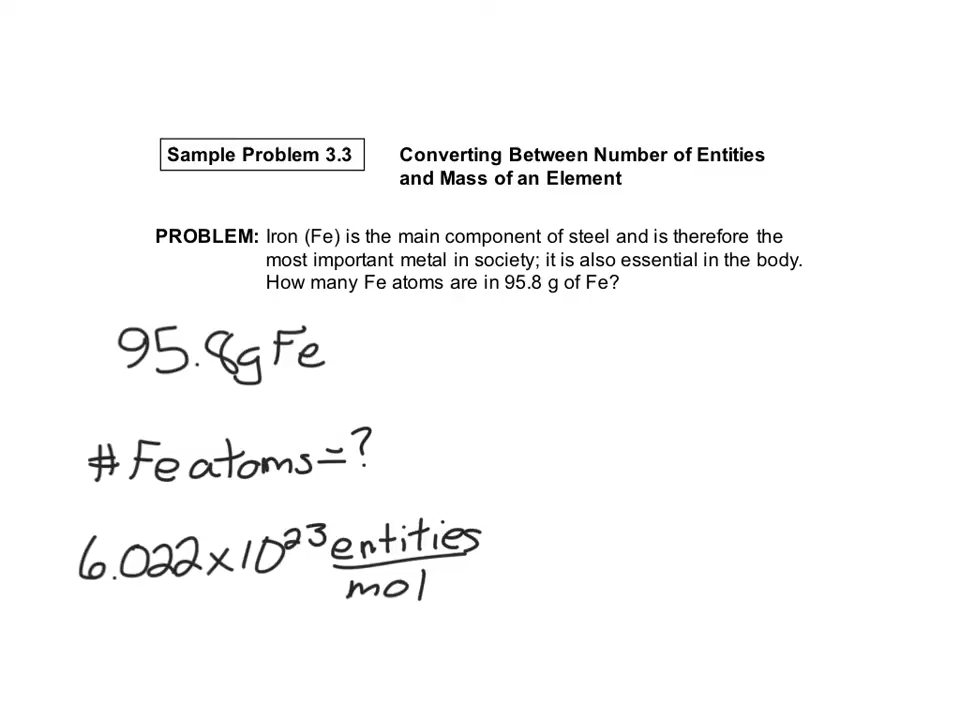 Sample Problem 3.3
Converting Between Number of Entities
and Mass of an Element
PROBLEM: Iron (Fe) is the main component of steel and is therefore the
most important metal in society; it is also essential in the body.
How many Fe atoms are in 95.8 g of Fe?
95.8g Fe
# Fe atoms = ?
6.022 x 10²³ entities
mol